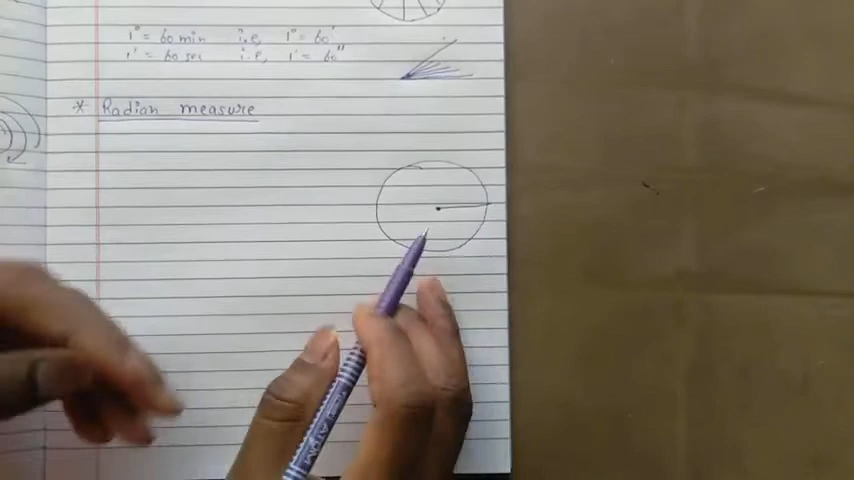 1° = 60 min i.e, 1° = 60'
1' = 60 sec i.e, 1' = 60"
* Radian measure